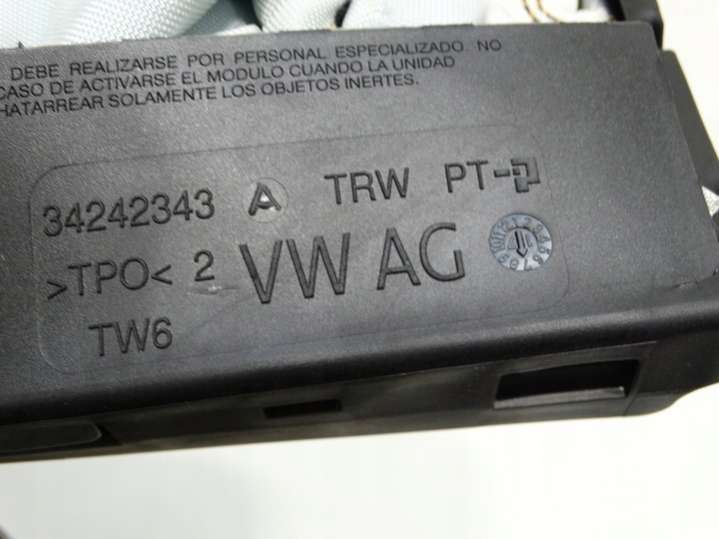 DEBE REALIZARSE POR PERSONAL ESPECIALIZADO. NO
CASO DE ACTIVARSE EL MODULO CUANDO LA UNIDAD
HATARREAR SOLAMENTE LOS OBJETOS INERTES.
34242343 A TRW PT-
>TPO< 2 VW AG
TW6